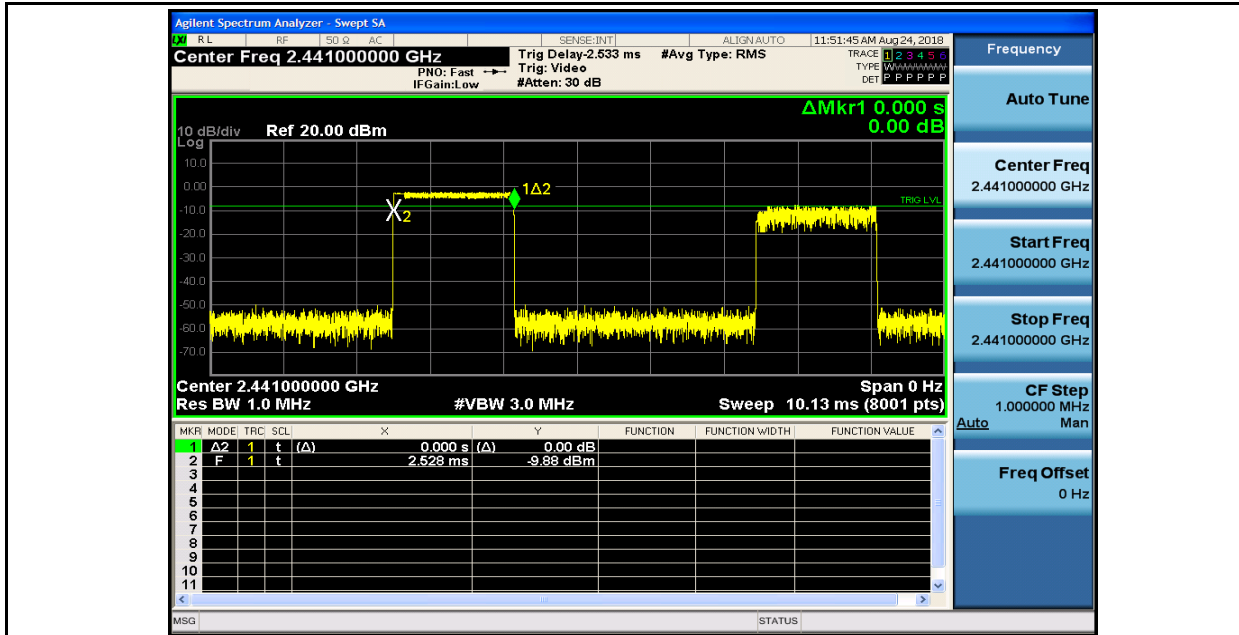 Agilent Spectrum Analyzer - Swept SA
LXI RL RF 50 Ω AC SENSE:INT ALIGN AUTO 11:51:45 AM Aug 24, 2018
Center Freq 2.441000000 GHz
PNO: Fast
IFGain:Low
Trig Delay-2.533 ms
Trig: Video
#Atten: 30 dB
#Avg Type: RMS
TRACE 1 2 3 4 5 6
TYPE WWWWWW
DET P P P P P P
ΔMkr1 0.000 s
0.00 dB
10 dB/div Ref 20.00 dBm
Log
10.0
0.00
-10.0
-20.0
-30.0
-40.0
-50.0
-60.0
-70.0
1Δ2
X2
TRIG LVL
Center 2.441000000 GHz Span 0 Hz
Res BW 1.0 MHz #VBW 3.0 MHz Sweep 10.13 ms (8001 pts)
MKR MODE TRC SCL X Y FUNCTION FUNCTION WIDTH FUNCTION VALUE
1 Δ2 1 t (Δ) 0.000 s (Δ) 0.00 dB
2 F 1 t 2.528 ms -9.88 dBm
3
4
5
6
7
8
9
10
11
MSG STATUS
Frequency
Auto Tune
Center Freq
2.441000000 GHz
Start Freq
2.441000000 GHz
Stop Freq
2.441000000 GHz
CF Step
1.000000 MHz
Auto Man
Freq Offset
0 Hz